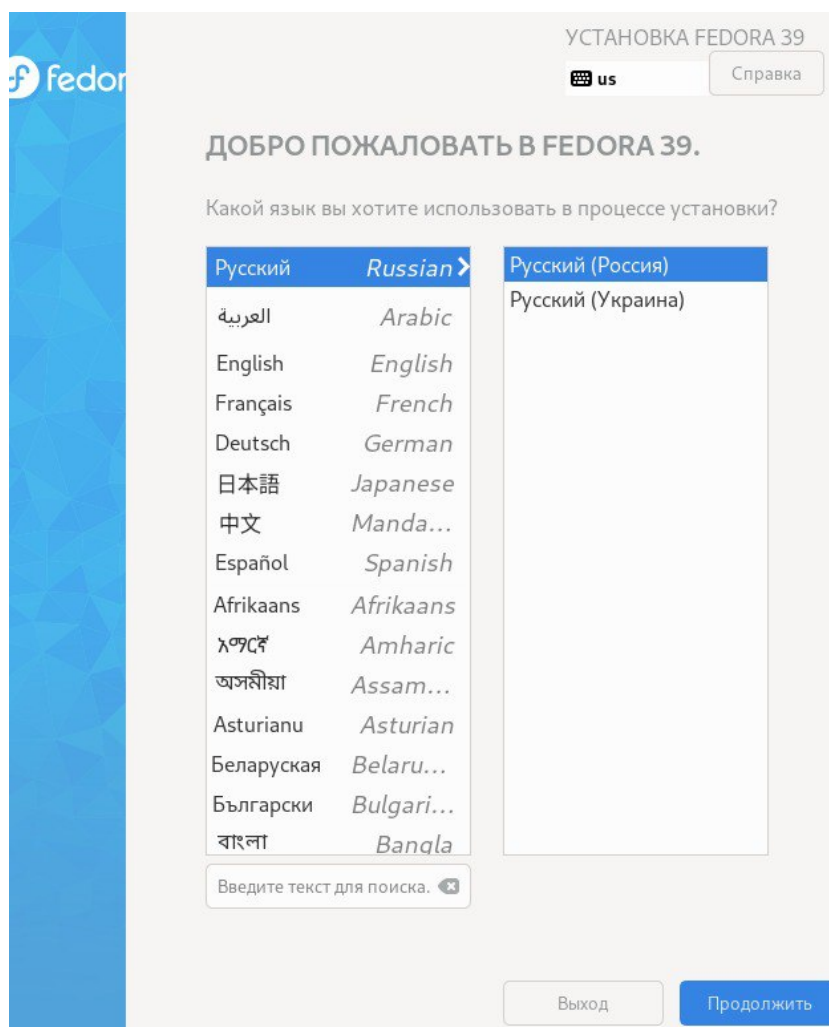 fedor
УСТАНОВКА FEDORA 39
us
Справка
ДОБРО ПОЖАЛОВАТЬ В FEDORA 39.
Какой язык вы хотите использовать в процессе установки?
Русский Russian
العربية Arabic
English English
Français French
Deutsch German
日本語 Japanese
中文 Manda...
Español Spanish
Afrikaans Afrikaans
አማርኛ Amharic
অসমীয়া Assam...
Asturianu Asturian
Беларуская Belaru...
Български Bulgari...
বাংলা Bangla
Русский (Россия)
Русский (Украина)
Введите текст для поиска.
Выход
Продолжить